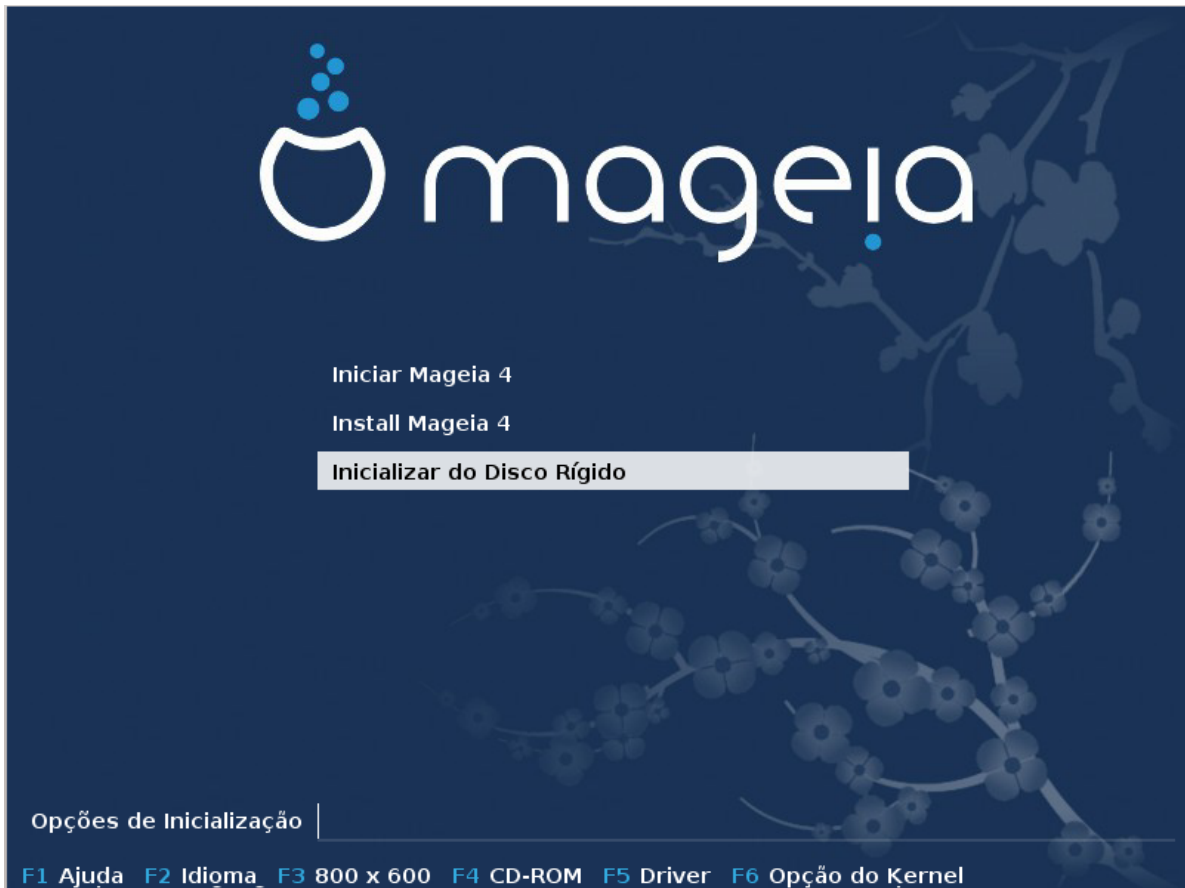 mageia
Iniciar Mageia 4
Install Mageia 4
Inicializar do Disco Rígido
Opções de Inicialização
F1 Ajuda F2 Idioma F3 800 x 600 F4 CD-ROM F5 Driver F6 Opção do Kernel